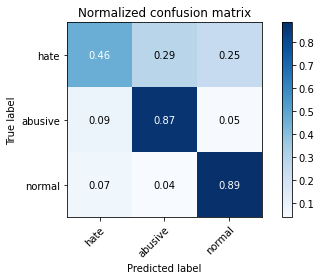 Normalized confusion matrix
hate 0.46 0.29 0.25
abusive 0.09 0.87 0.05
normal 0.07 0.04 0.89
hate abusive normal
True label
Predicted label
0.8
0.7
0.6
0.5
0.4
0.3
0.2
0.1